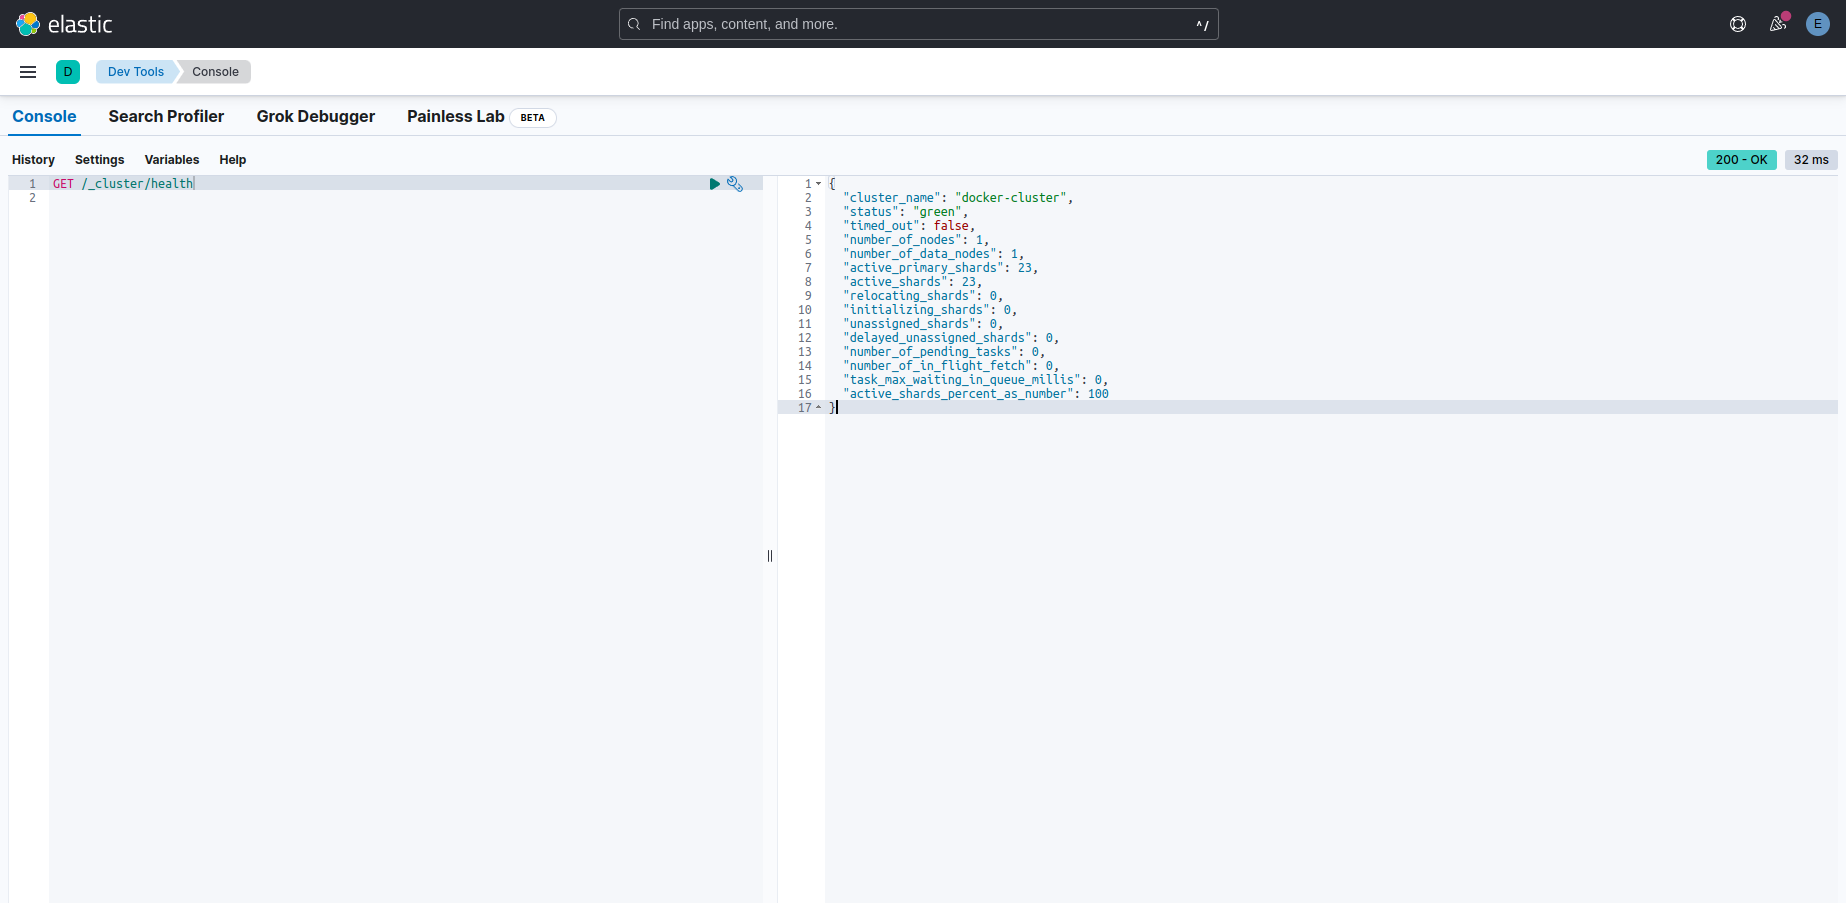 elastic
Find apps, content, and more.
^/
E
D
Dev Tools
Console
Console
Search Profiler
Grok Debugger
Painless Lab
BETA
History
Settings
Variables
Help
200 - OK
32 ms
1 GET /_cluster/health
2
1 {
2 "cluster_name": "docker-cluster",
3 "status": "green",
4 "timed_out": false,
5 "number_of_nodes": 1,
6 "number_of_data_nodes": 1,
7 "active_primary_shards": 23,
8 "active_shards": 23,
9 "relocating_shards": 0,
10 "initializing_shards": 0,
11 "unassigned_shards": 0,
12 "delayed_unassigned_shards": 0,
13 "number_of_pending_tasks": 0,
14 "number_of_in_flight_fetch": 0,
15 "task_max_waiting_in_queue_millis": 0,
16 "active_shards_percent_as_number": 100
17 }